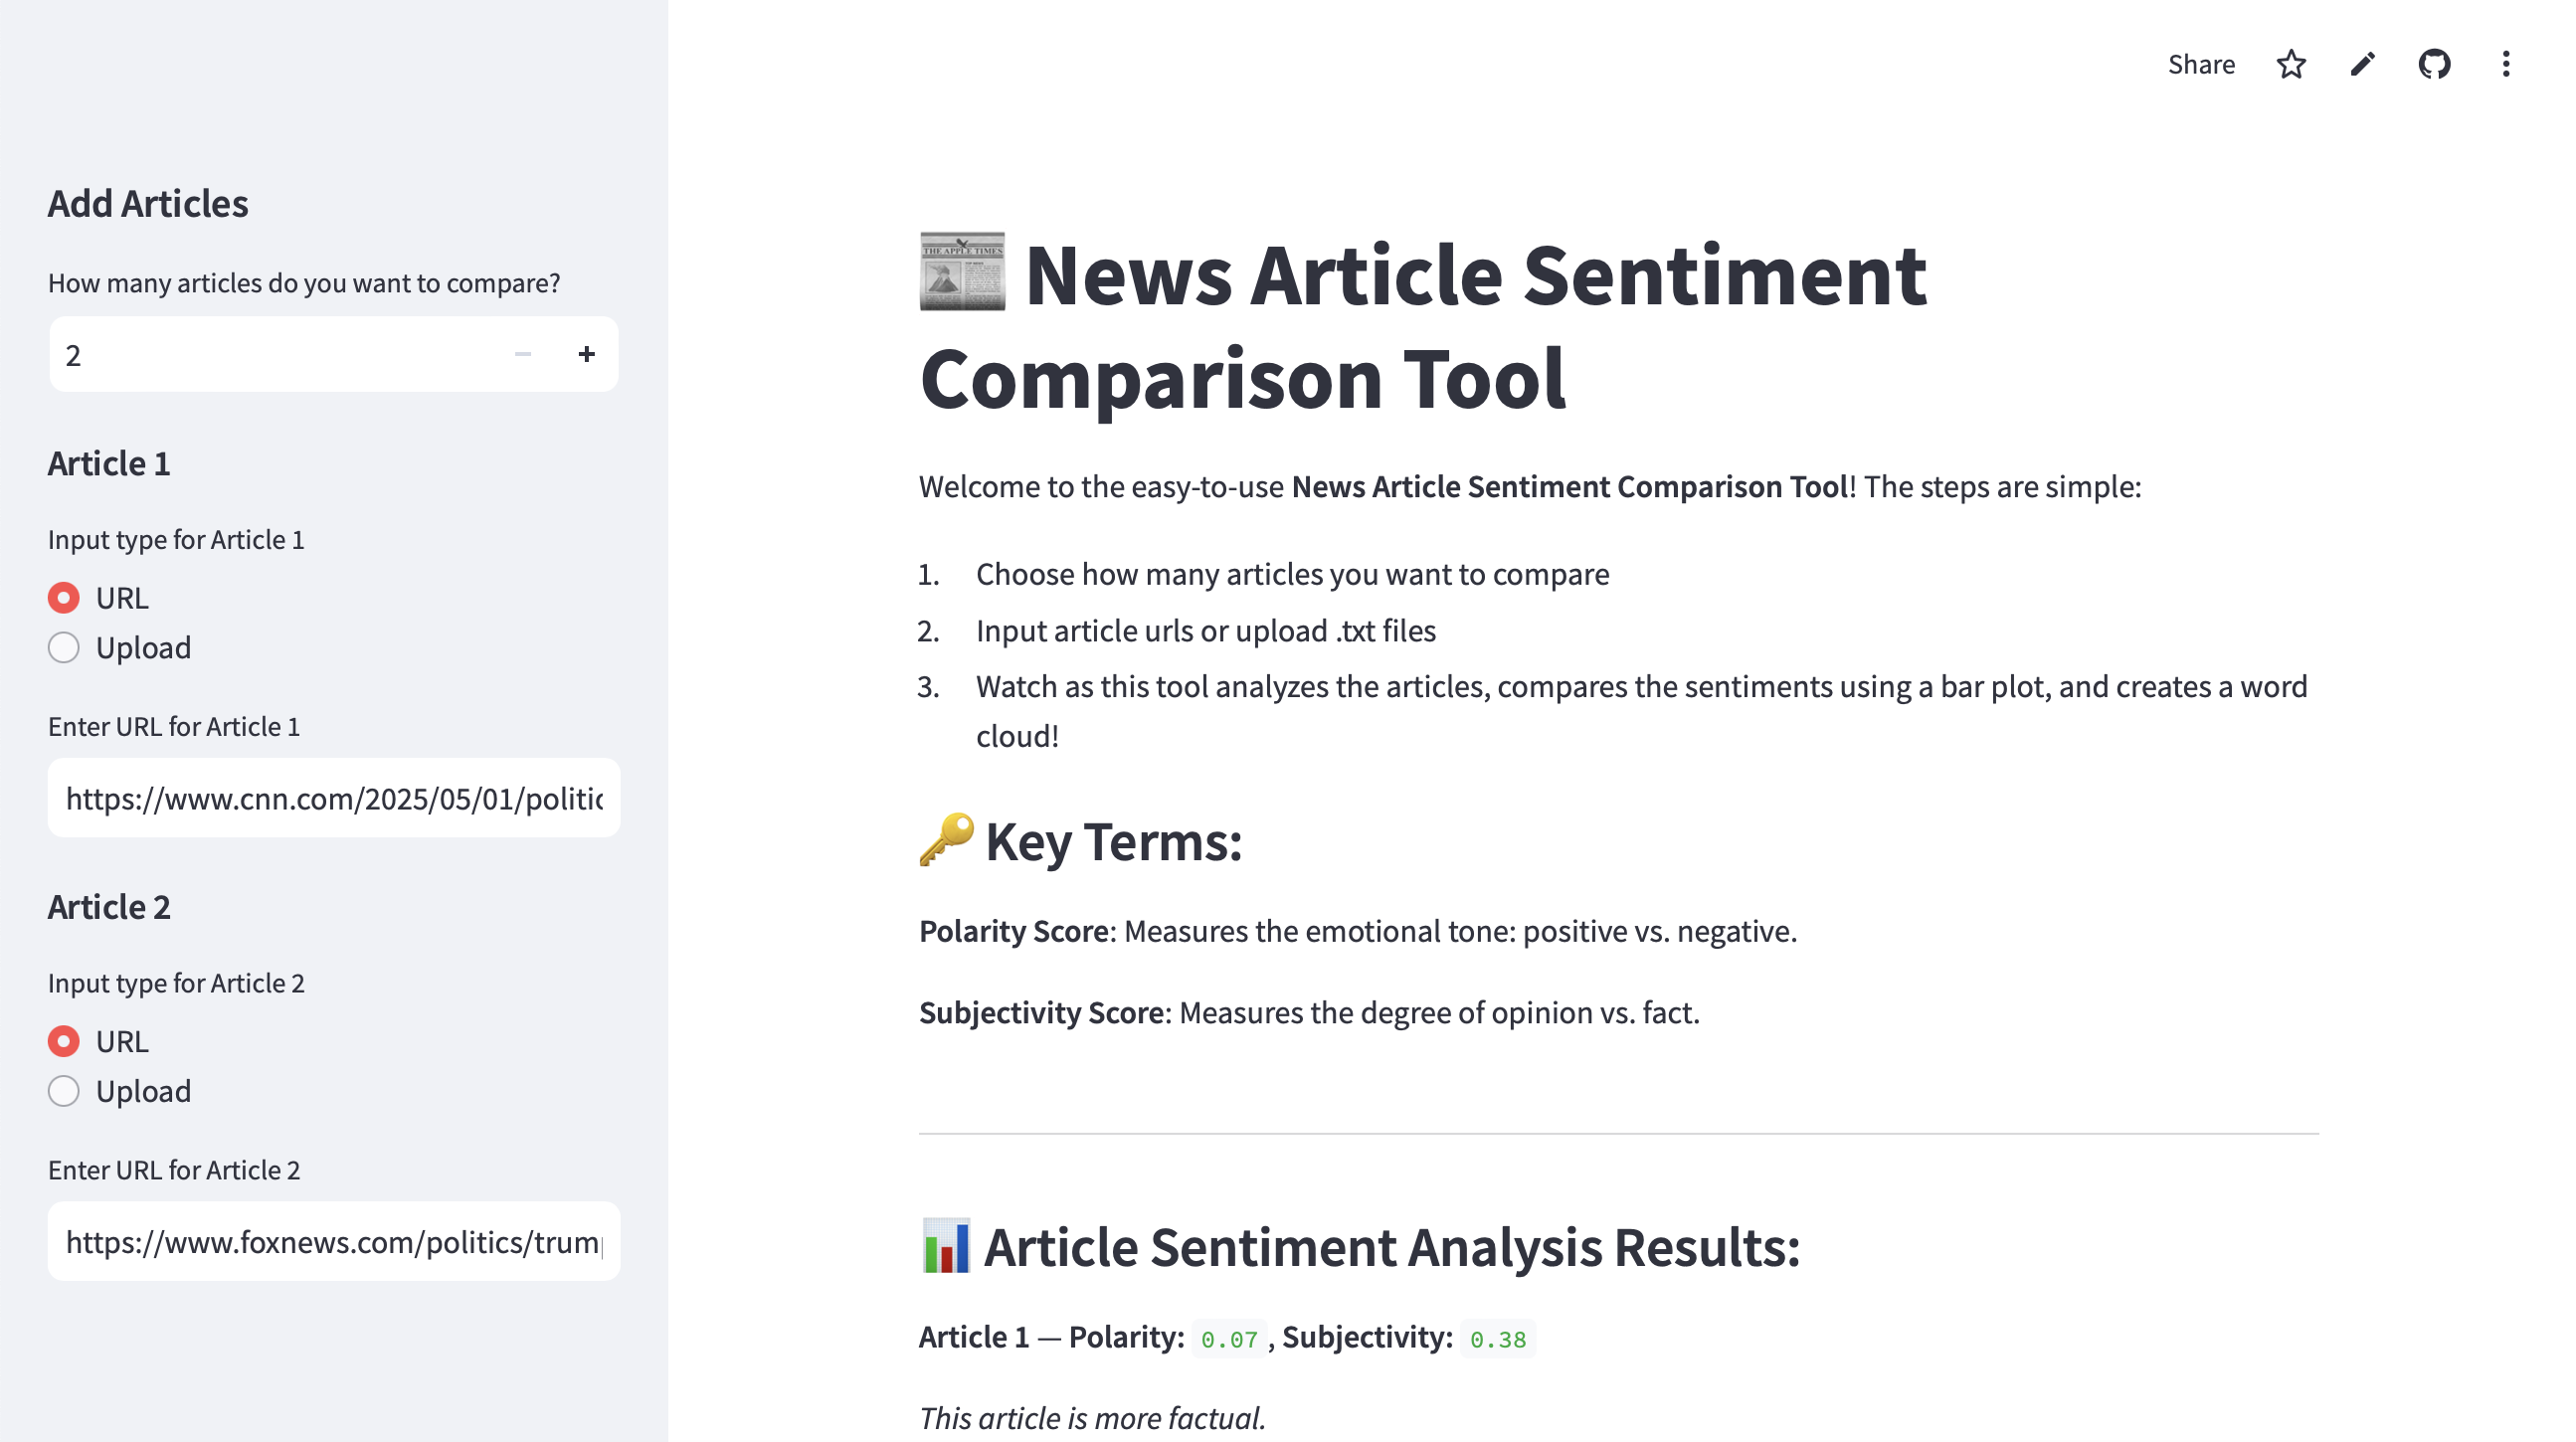 Share
Add Articles
How many articles do you want to compare?
2
Article 1
Input type for Article 1
URL
Upload
Enter URL for Article 1
https://www.cnn.com/2025/05/01/politic
Article 2
Input type for Article 2
URL
Upload
Enter URL for Article 2
https://www.foxnews.com/politics/trum
THE APPLE TIMES
News Article Sentiment
Comparison Tool
Welcome to the easy-to-use News Article Sentiment Comparison Tool! The steps are simple:
1. Choose how many articles you want to compare
2. Input article urls or upload .txt files
3. Watch as this tool analyzes the articles, compares the sentiments using a bar plot, and creates a word
cloud!
Key Terms:
Polarity Score: Measures the emotional tone: positive vs. negative.
Subjectivity Score: Measures the degree of opinion vs. fact.
Article Sentiment Analysis Results:
Article 1 — Polarity: 0.07, Subjectivity: 0.38
This article is more factual.